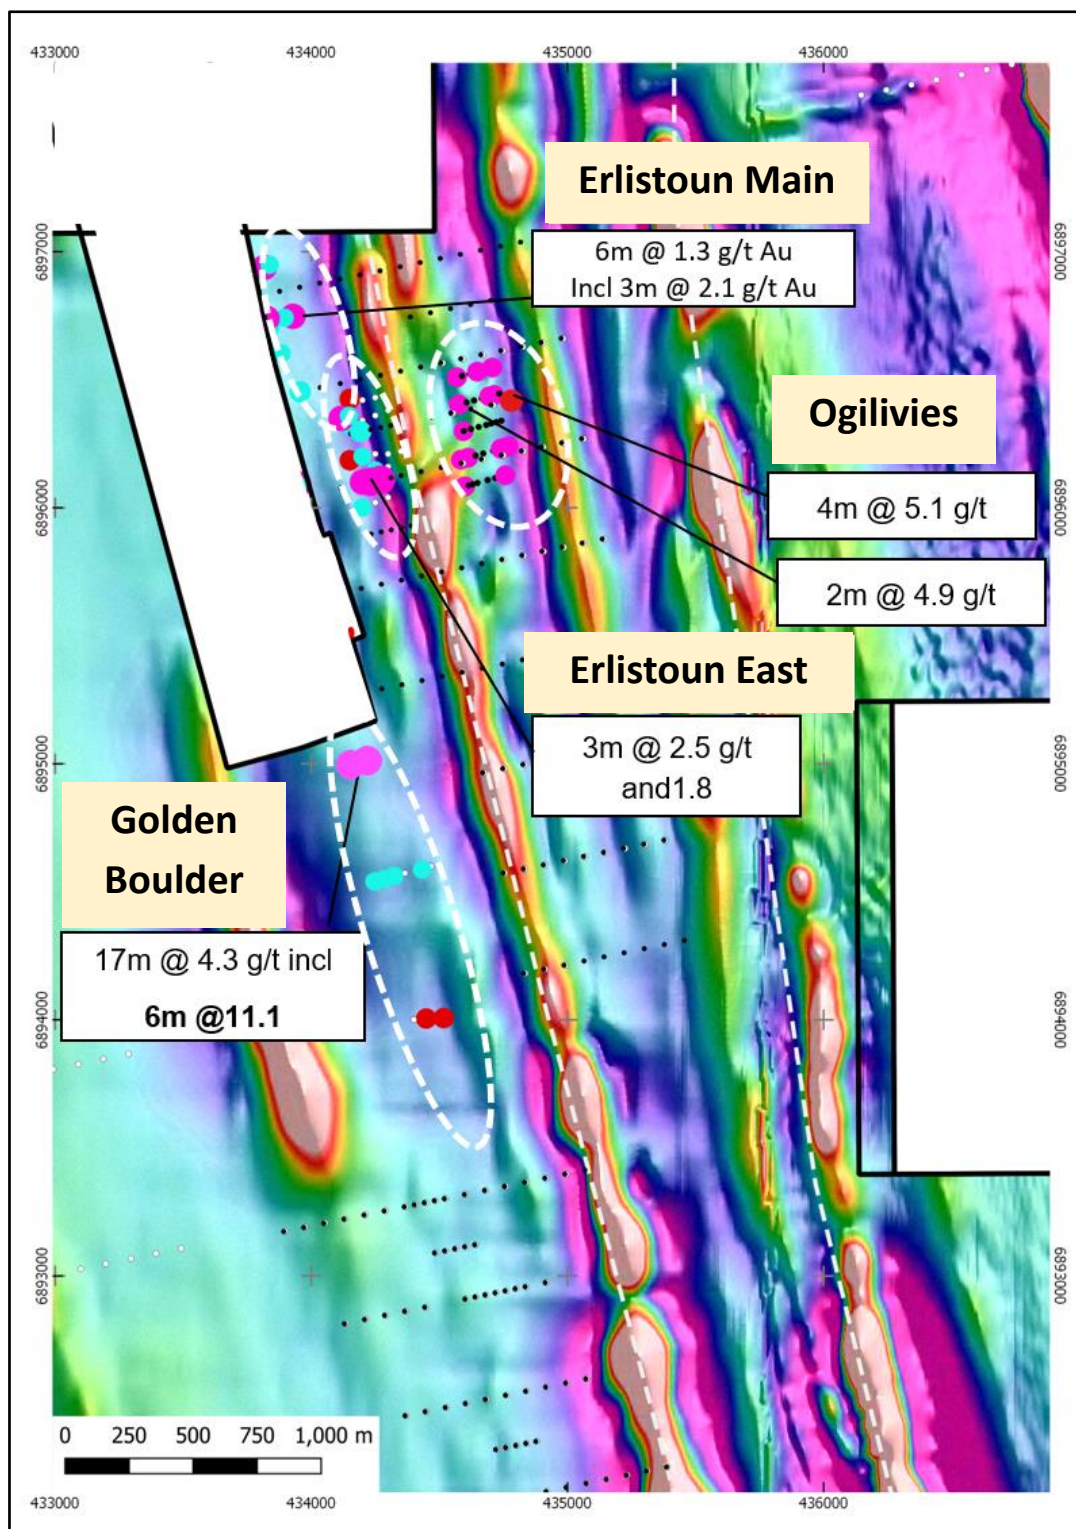 433000
434000
435000
436000
Erlistoun Main
6m @ 1.3 g/t Au
Incl 3m @ 2.1 g/t Au
6897000
6897000
Ogilivies
4m @ 5.1 g/t
6896000
6896000
2m @ 4.9 g/t
Erlistoun East
3m @ 2.5 g/t
and1.8
6895000
6895000
Golden
Boulder
17m @ 4.3 g/t incl
6m @11.1
6894000
6894000
6893000
6893000
0 250 500 750 1,000 m
433000
434000
435000
436000